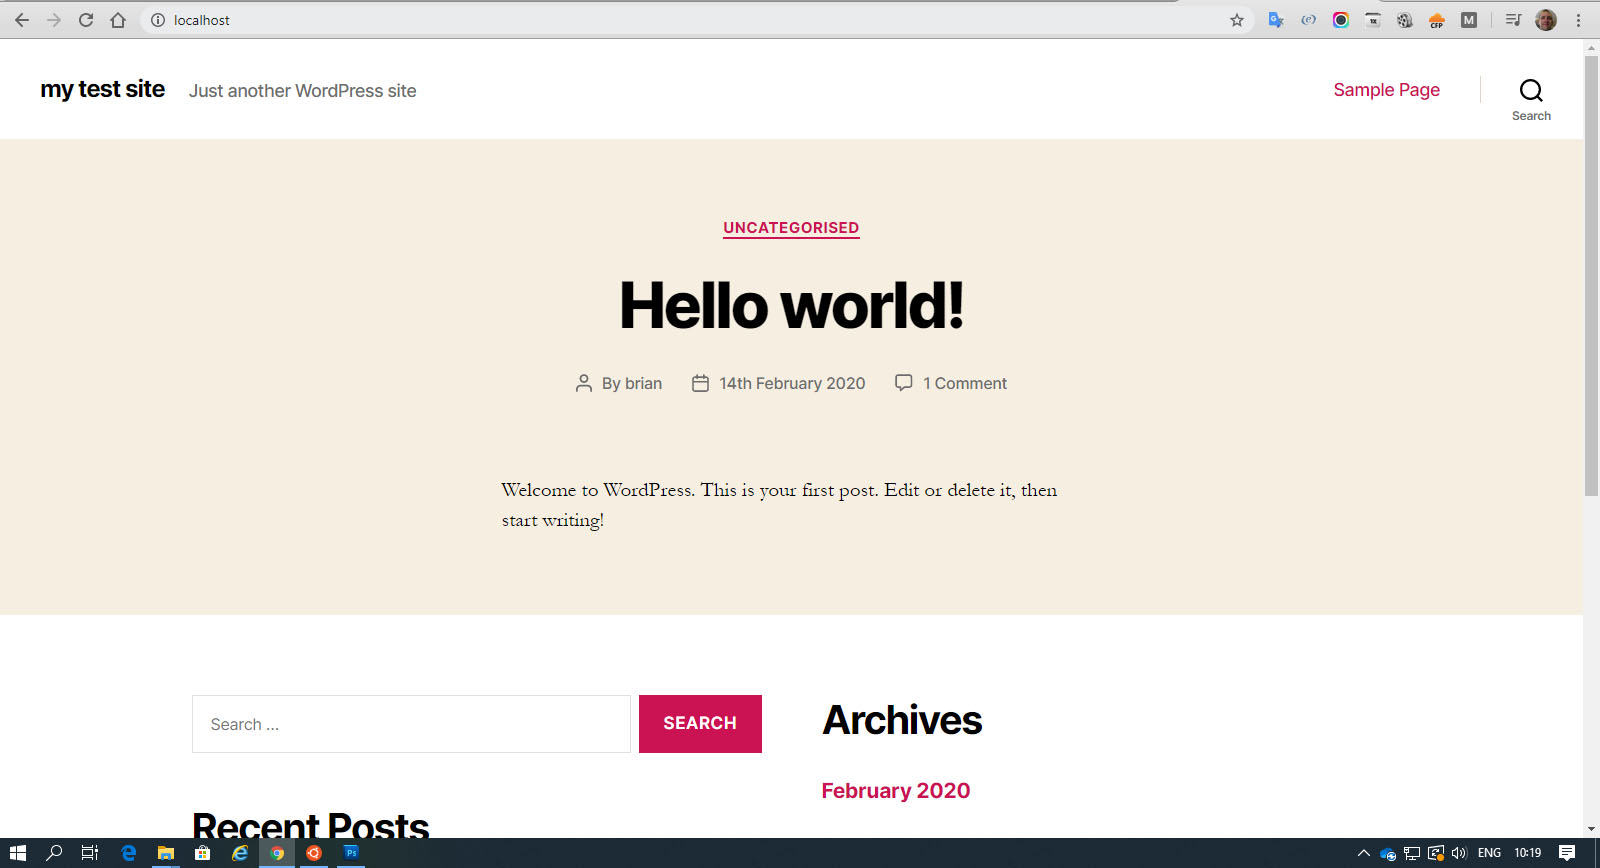 localhost
CFP
M
my test site
Just another WordPress site
Sample Page
Search
UNCATEGORISED
Hello world!
By brian
14th February 2020
1 Comment
Welcome to WordPress. This is your first post. Edit or delete it, then
start writing!
Search ...
SEARCH
Archives
February 2020
Recent Posts
Ps
ENG
10:19